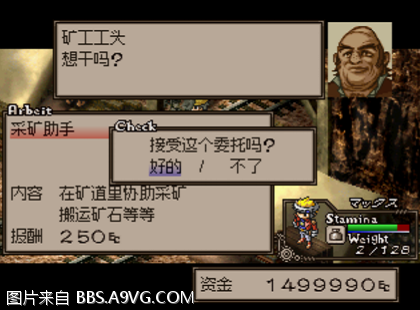 矿工工头
想干吗?
Arbeit
采矿助手
Check
接受这个委托吗?
好的 / 不了
内容 在矿道里协助采矿
搬运矿石等等
报酬 250
マックス
Stamina
Weight
2/128
资金 1499990
图片来自 BBS.A9VG.COM